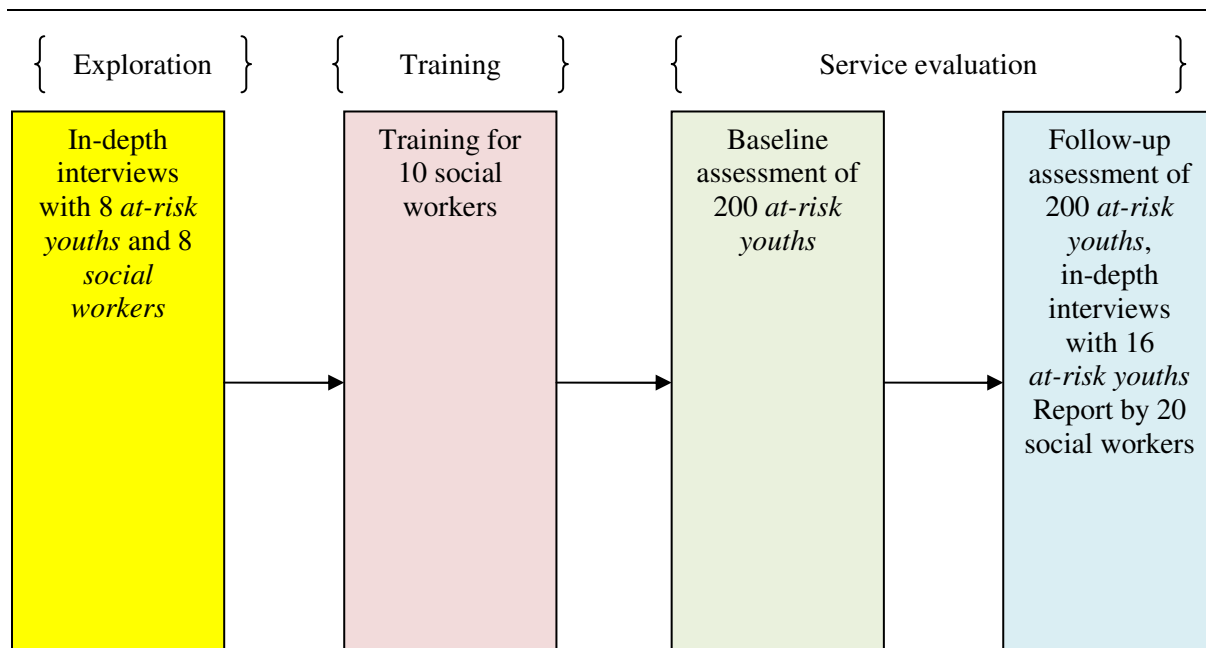 Exploration
Training
Service evaluation
In-depth
interviews
with 8 at-risk
youths and 8
social
workers
Training for
10 social
workers
Baseline
assessment of
200 at-risk
youths
Follow-up
assessment of
200 at-risk
youths,
in-depth
interviews
with 16
at-risk youths
Report by 20
social workers